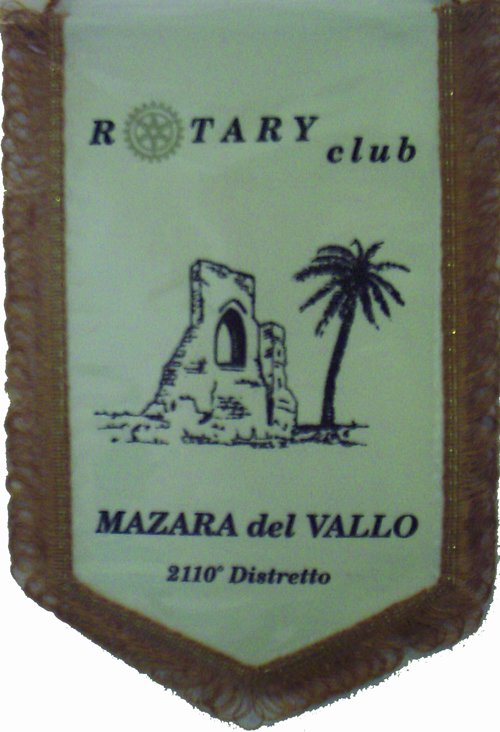 ROTARY club
MAZARA del VALLO
2110° Distretto